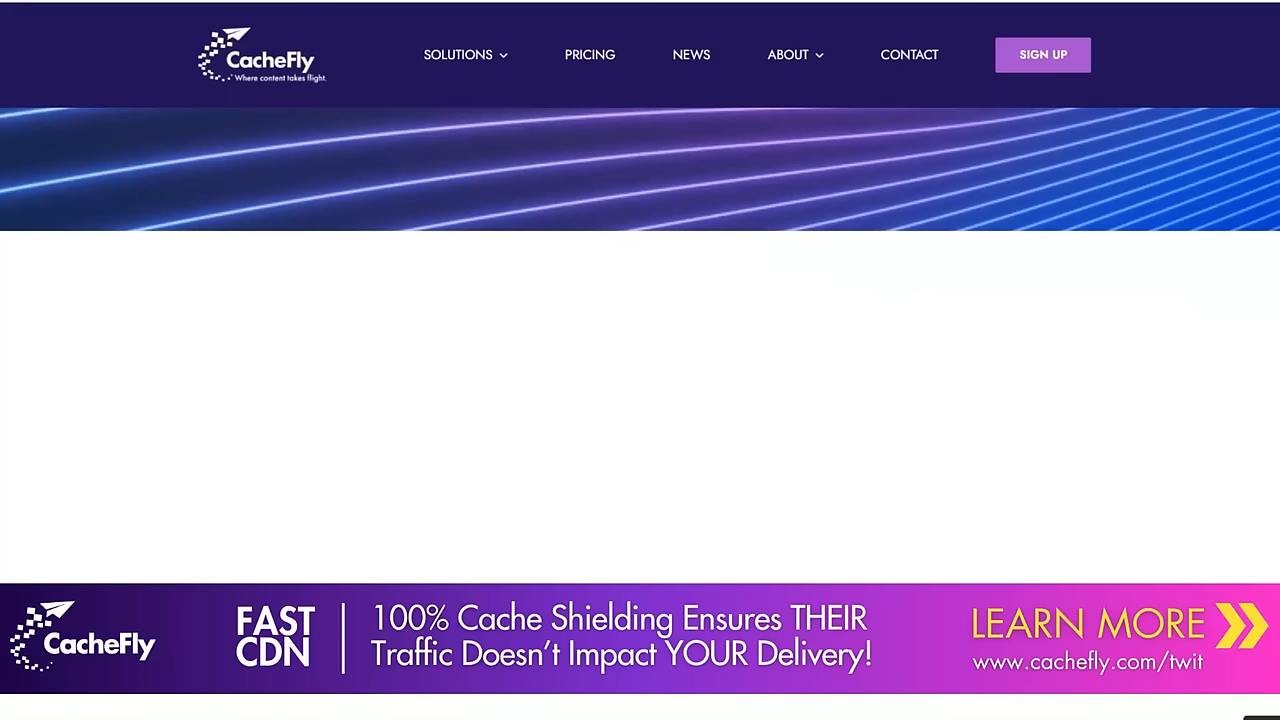 CacheFly
Where content takes flight.
SOLUTIONS
PRICING
NEWS
ABOUT
CONTACT
SIGN UP
CacheFly
FAST
CDN
100% Cache Shielding Ensures THEIR
Traffic Doesn't Impact YOUR Delivery!
LEARN MORE
www.cachefly.com/twit